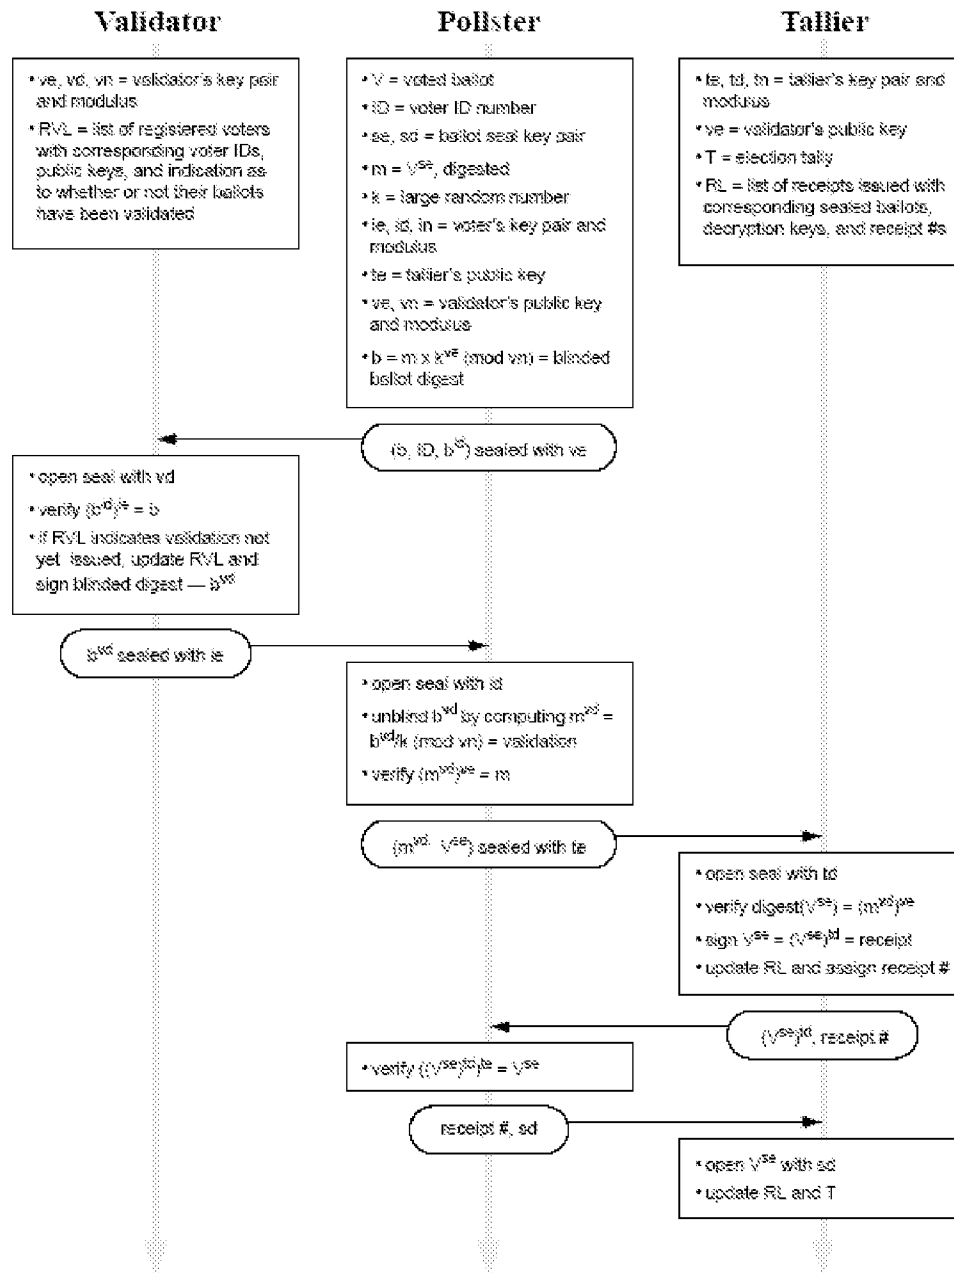 Validator
Pollster
Tallier
• ve, vd, vn = validator's key pair
and modulus
• RVL = list of registered voters
with corresponding voter IDs,
public keys, and indication as
to whether or not their ballots
have been validated
• V = voted ballot
• ID = voter ID number
• se, sd = ballot seal key pair
• m = V^se, digested
• k = large random number
• ie, id, in = voter's key pair and
modulus
• te = tallier's public key
• ve, vn = validator's public key
and modulus
• b = m x k^ve (mod vn) = blinded
ballot digest
• te, td, tn = tallier's key pair and
modulus
• ve = validator's public key
• T = election tally
• RL = list of receipts issued with
corresponding sealed ballots,
decryption keys, and receipt #s
(b, ID, b^id) sealed with ve
• open seal with vd
• verify (b^id)^ie = b
• if RVL indicates validation not
yet issued, update RVL and
sign blinded digest — b^vd
b^vd sealed with ie
• open seal with id
• unblind b^vd by computing m^vd =
b^vd/k (mod vn) = validation
• verify (m^vd)^ve = m
(m^vd, V^se) sealed with te
• open seal with td
• verify digest(V^se) = (m^vd)^ve
• sign V^se = (V^se)^td = receipt
• update RL and assign receipt #
(V^se)^td, receipt #
• verify ((V^se)^td)^te = V^se
receipt #, sd
• open V^se with sd
• update RL and T